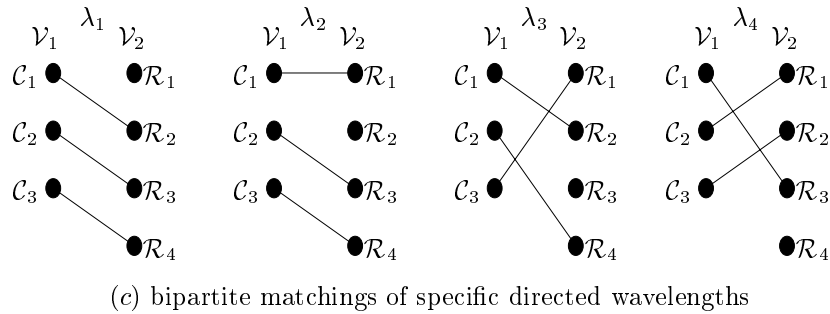 λ₁ λ₂ λ₃ λ₄
𝒱₁ 𝒱₂ 𝒱₁ 𝒱₂ 𝒱₁ 𝒱₂ 𝒱₁ 𝒱₂
𝒞₁ ℛ₁ 𝒞₁ ℛ₁ 𝒞₁ ℛ₁ 𝒞₁ ℛ₁
𝒞₂ ℛ₂ 𝒞₂ ℛ₂ 𝒞₂ ℛ₂ 𝒞₂ ℛ₂
𝒞₃ ℛ₃ 𝒞₃ ℛ₃ 𝒞₃ ℛ₃ 𝒞₃ ℛ₃
ℛ₄ ℛ₄ ℛ₄ ℛ₄
(c) bipartite matchings of specific directed wavelengths